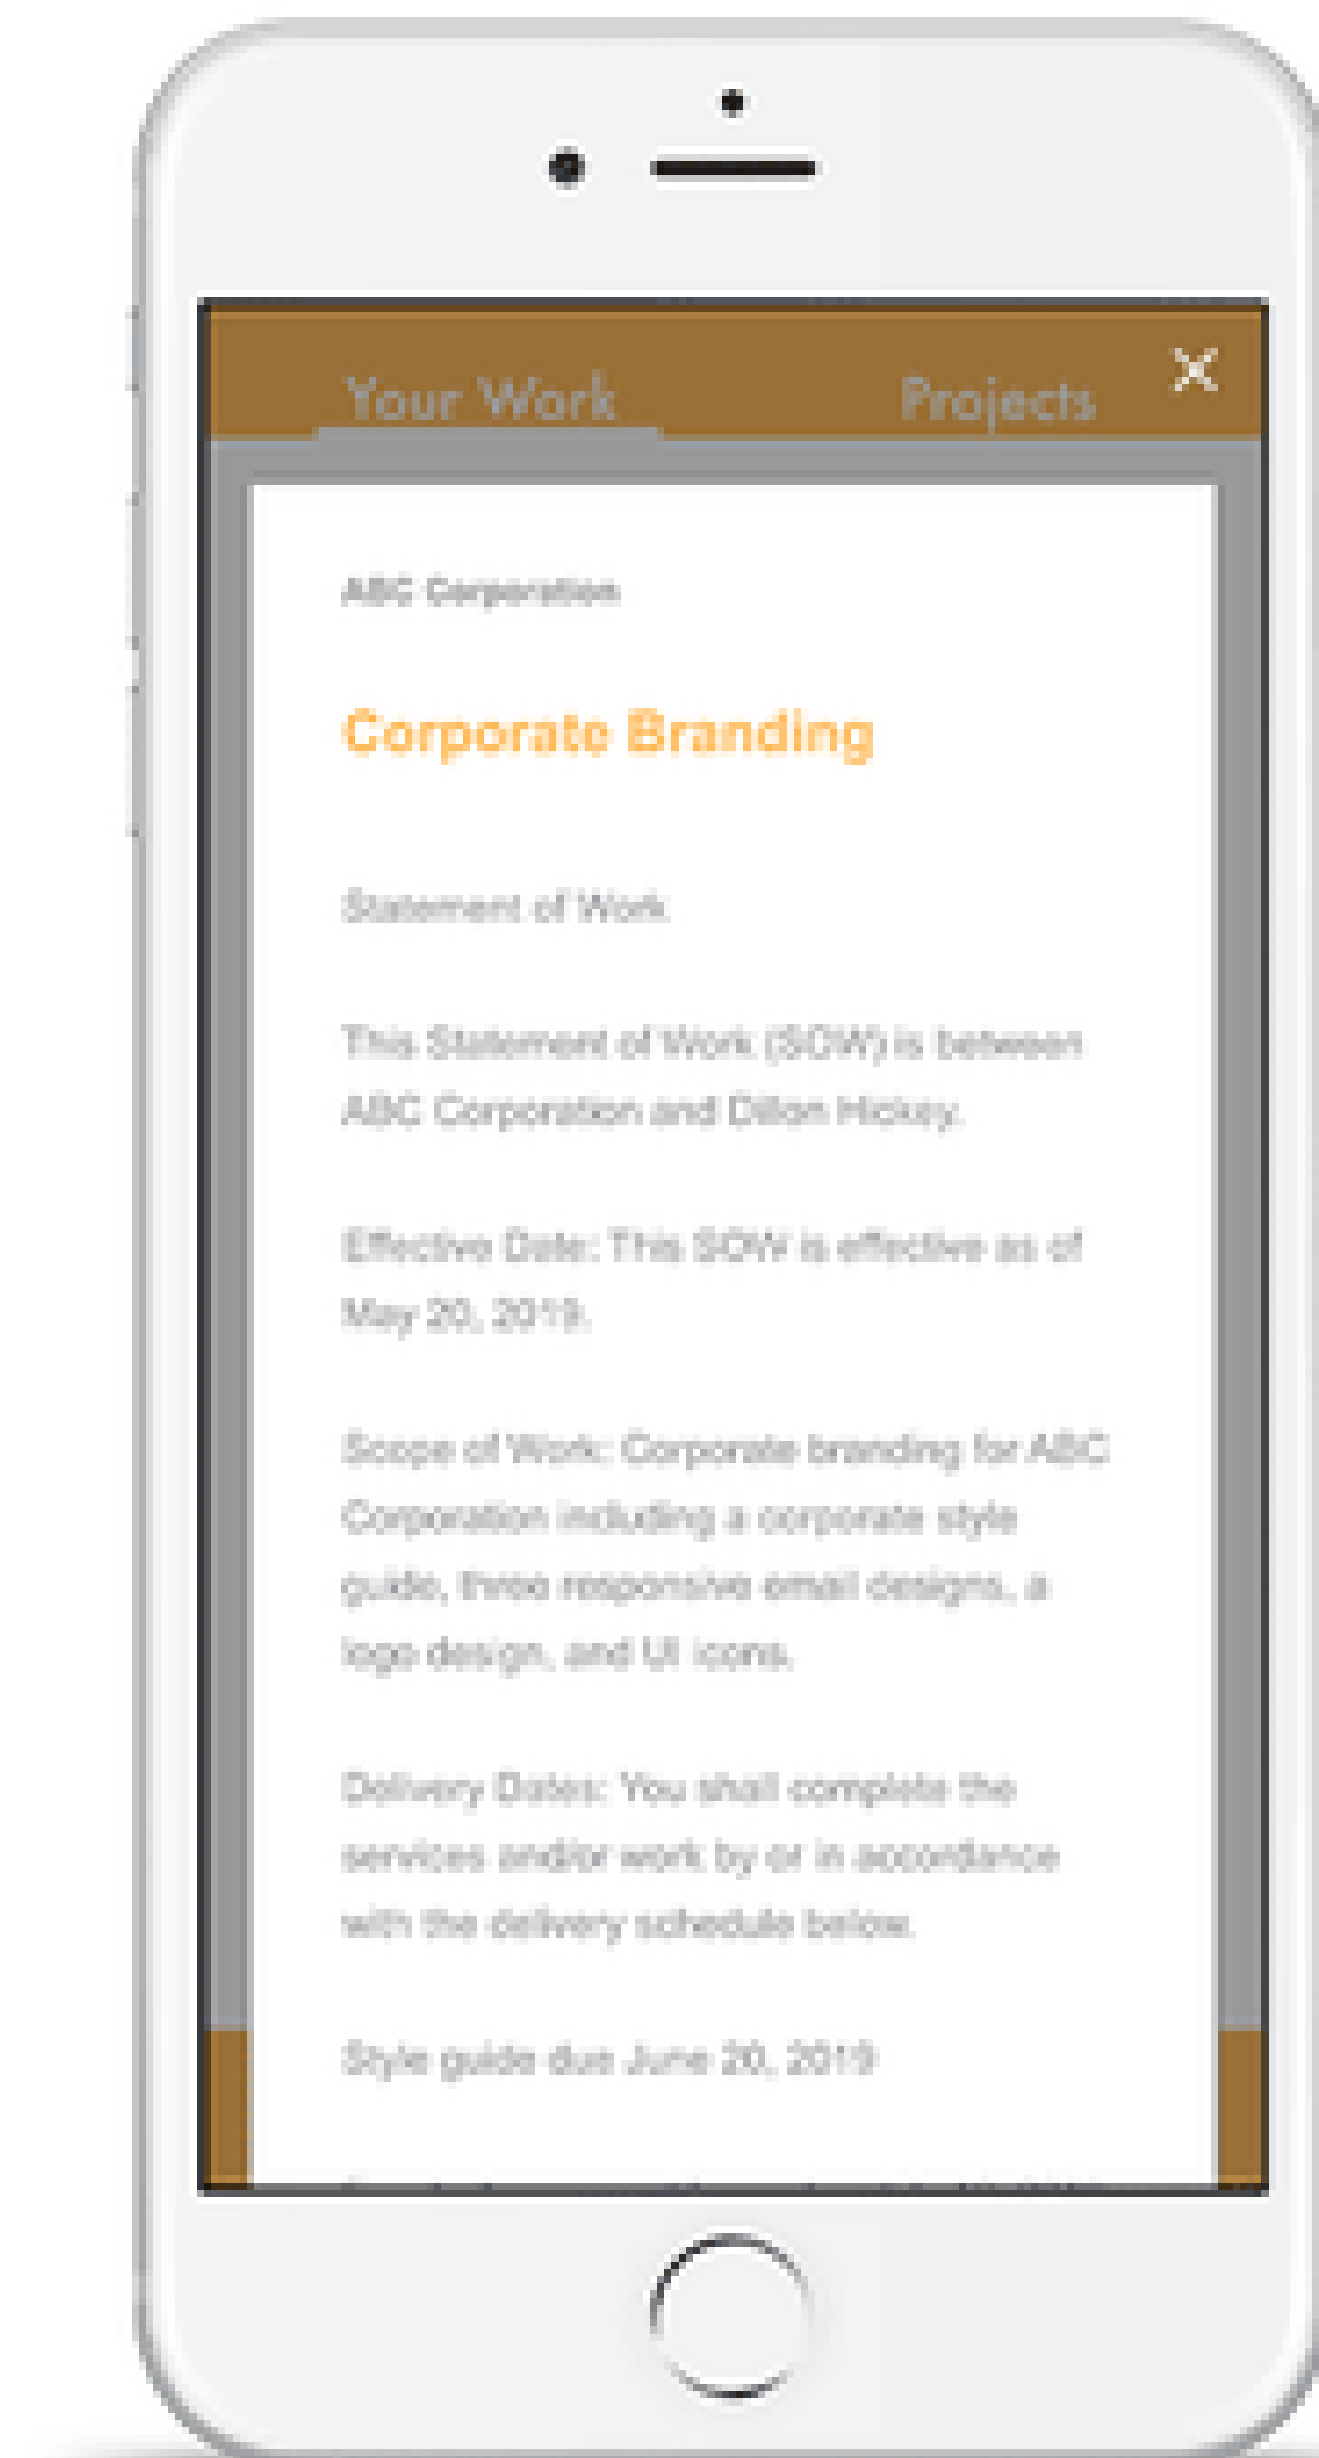 Your Work Projects
ABC Corporation
Corporate Branding
Statement of Work
This Statement of Work (SOW) is between
ABC Corporation and Dillon Hickey.
Effective Date: This SOW is effective as of
May 20, 2019.
Scope of Work: Corporate branding for ABC
Corporation including a corporate style
guide, three responsive email designs, a
logo design, and UI icons.
Delivery Dates: You shall complete the
services and/or work by or in accordance
with the delivery schedule below.
Style guide due June 20, 2019